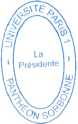 UNIVERSITE PARIS 1
La
Présidente
PANTHEON SORBONNE